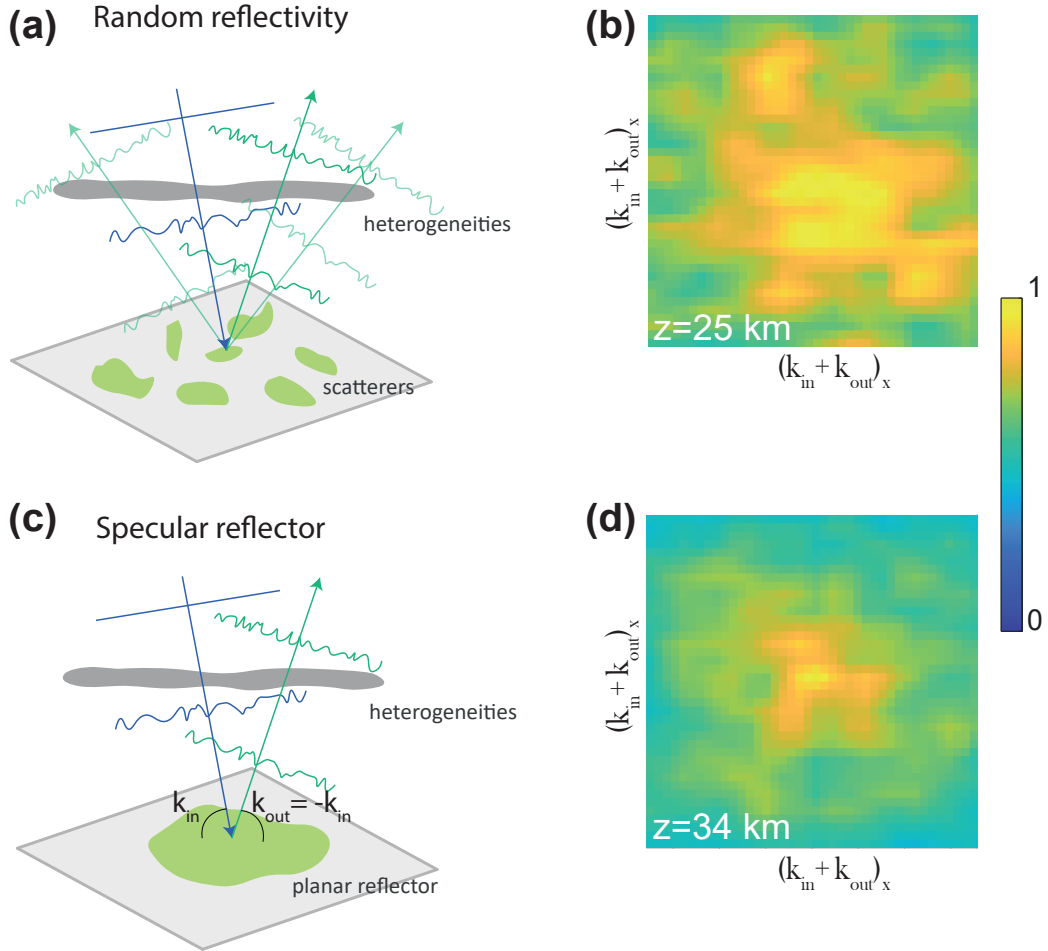 (a) Random reflectivity
heterogeneities
scatterers
(b)
(k_in + k_out)_x
z=25 km
(k_in + k_out)_x
1
0
(c) Specular reflector
heterogeneities
k_in k_out = -k_in
planar reflector
(d)
(k_in + k_out)_x
z=34 km
(k_in + k_out)_x